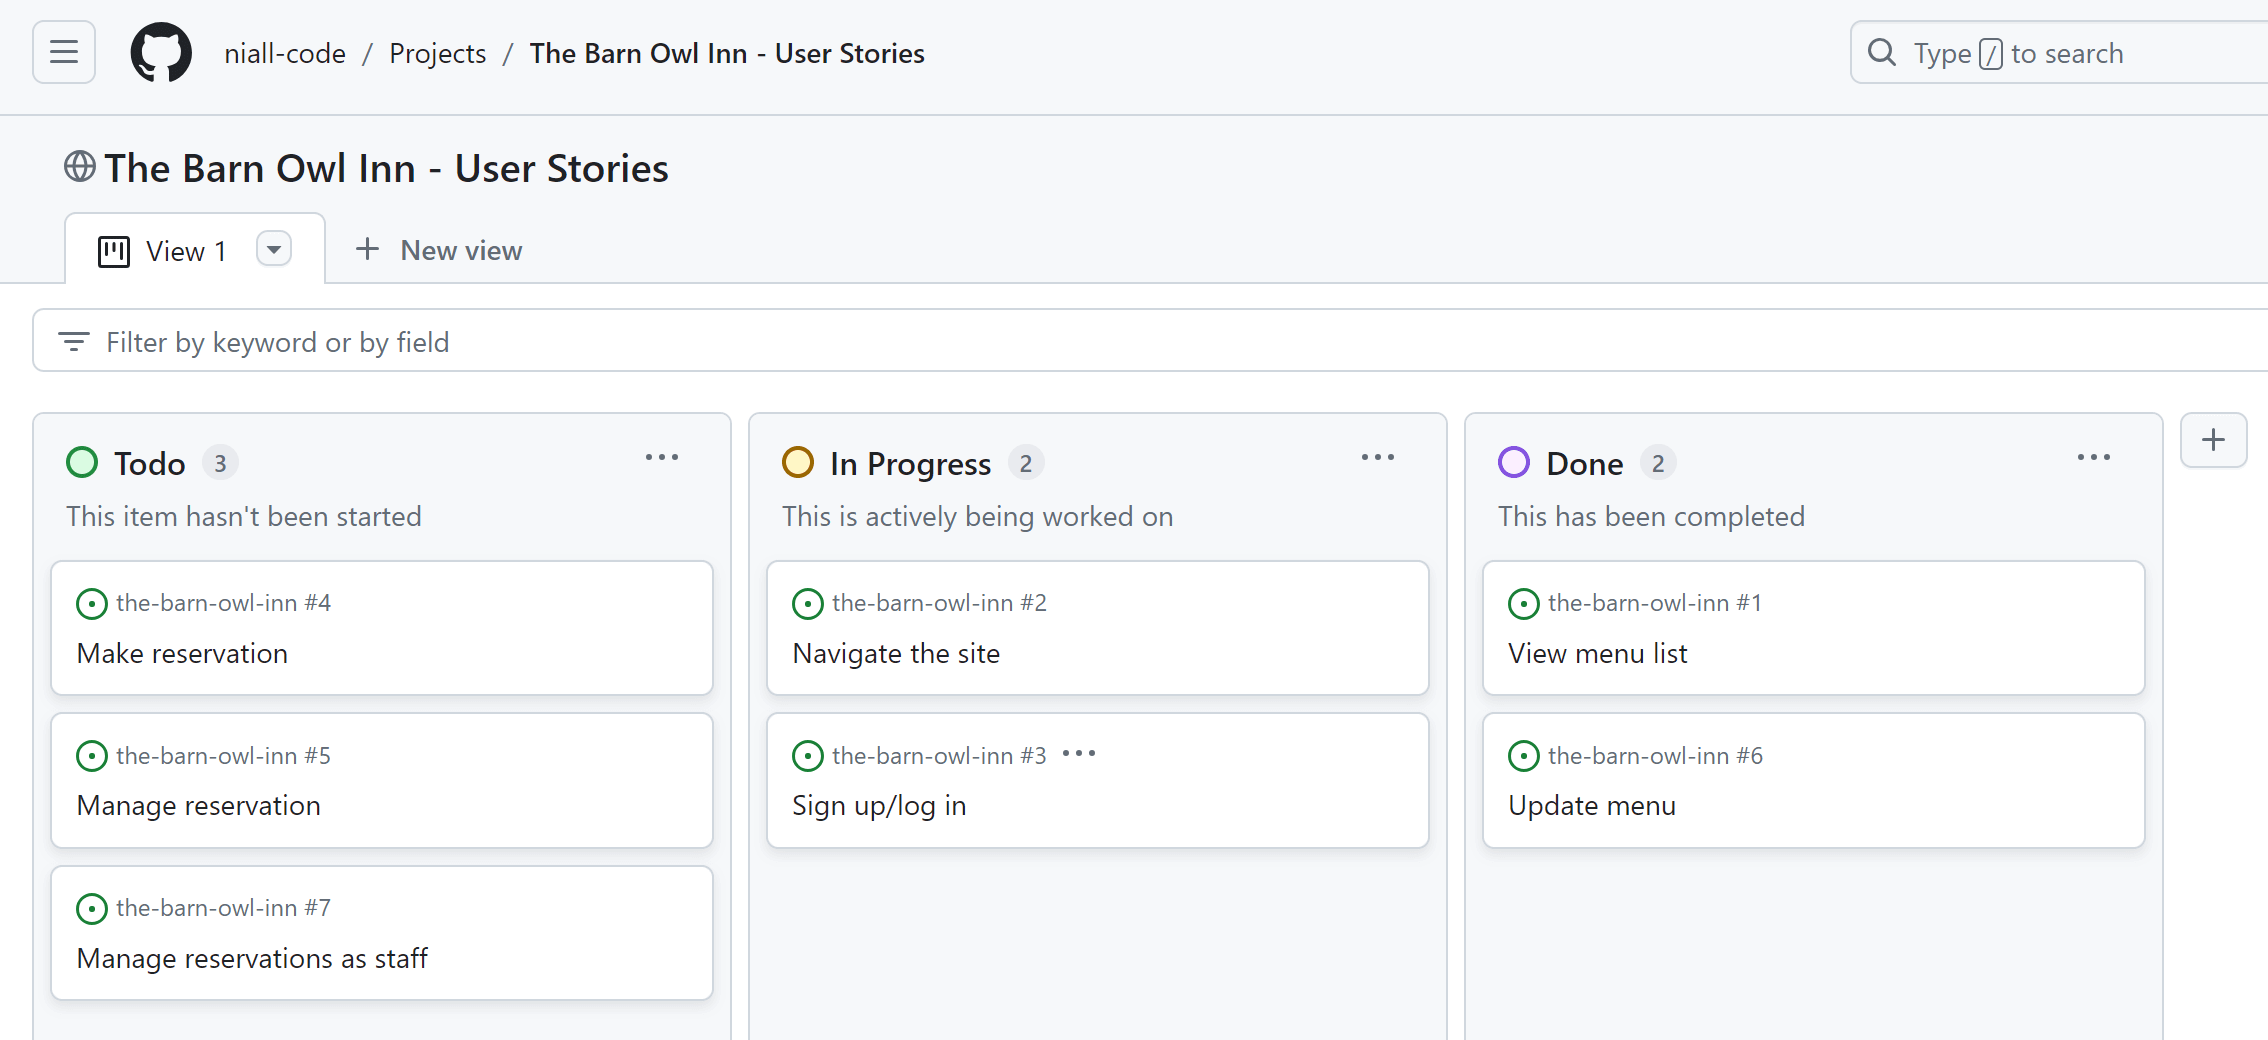 niall-code / Projects / The Barn Owl Inn - User Stories
Type / to search
The Barn Owl Inn - User Stories
View 1
New view
Filter by keyword or by field
Todo 3
This item hasn't been started
the-barn-owl-inn #4
Make reservation
the-barn-owl-inn #5
Manage reservation
the-barn-owl-inn #7
Manage reservations as staff
In Progress 2
This is actively being worked on
the-barn-owl-inn #2
Navigate the site
the-barn-owl-inn #3
Sign up/log in
Done 2
This has been completed
the-barn-owl-inn #1
View menu list
the-barn-owl-inn #6
Update menu